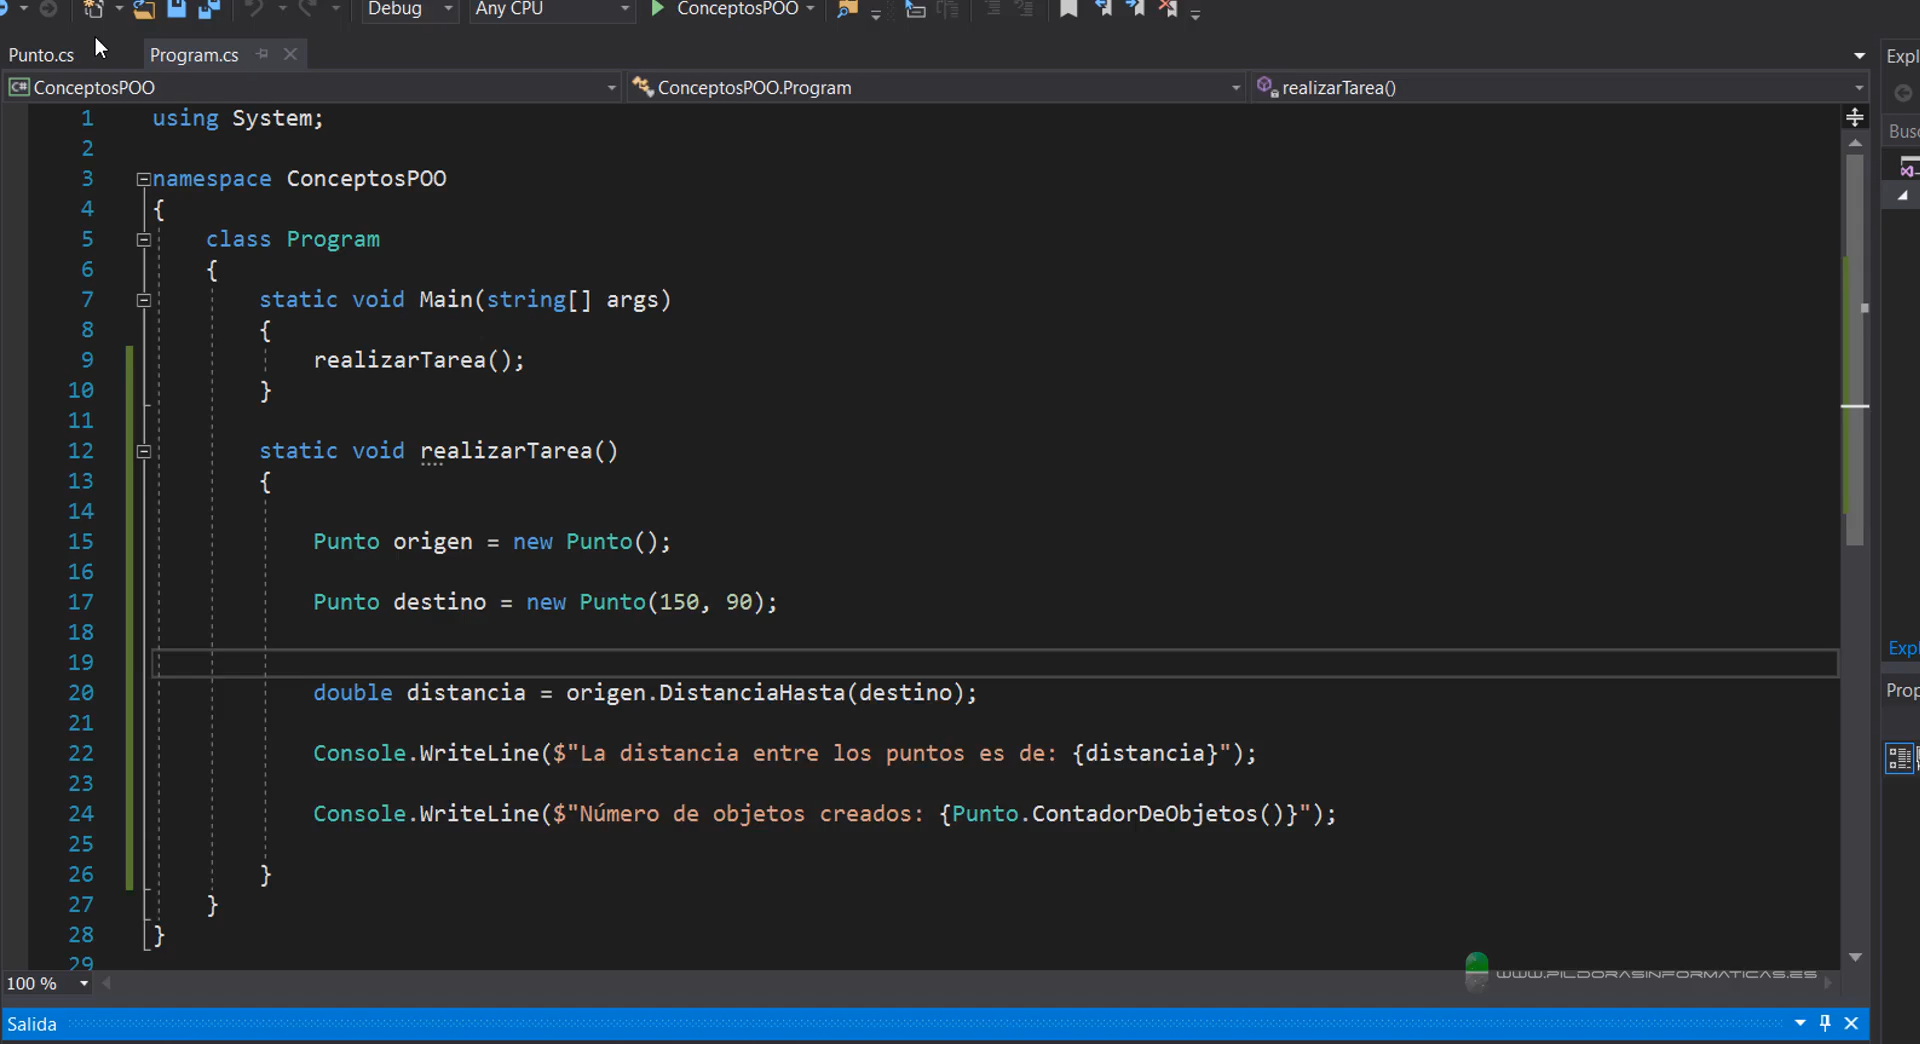 Debug Any CPU ConceptosPOO
Punto.cs Program.cs
Expl
C# ConceptosPOO ConceptosPOO.Program realizarTarea()
Busc
1 using System;
2
3 namespace ConceptosPOO
4 {
5 class Program
6 {
7 static void Main(string[] args)
8 {
9 realizarTarea();
10 }
11
12 static void realizarTarea()
13 {
14
15 Punto origen = new Punto();
16
17 Punto destino = new Punto(150, 90);
18
19
20 double distancia = origen.DistanciaHasta(destino);
21
22 Console.WriteLine($"La distancia entre los puntos es de: {distancia}");
23
24 Console.WriteLine($"Número de objetos creados: {Punto.ContadorDeObjetos()}");
25
26 }
27 }
28 }
29
Expl
Prop
100 %
WWW.PILDORASINFORMATICAS.ES
Salida